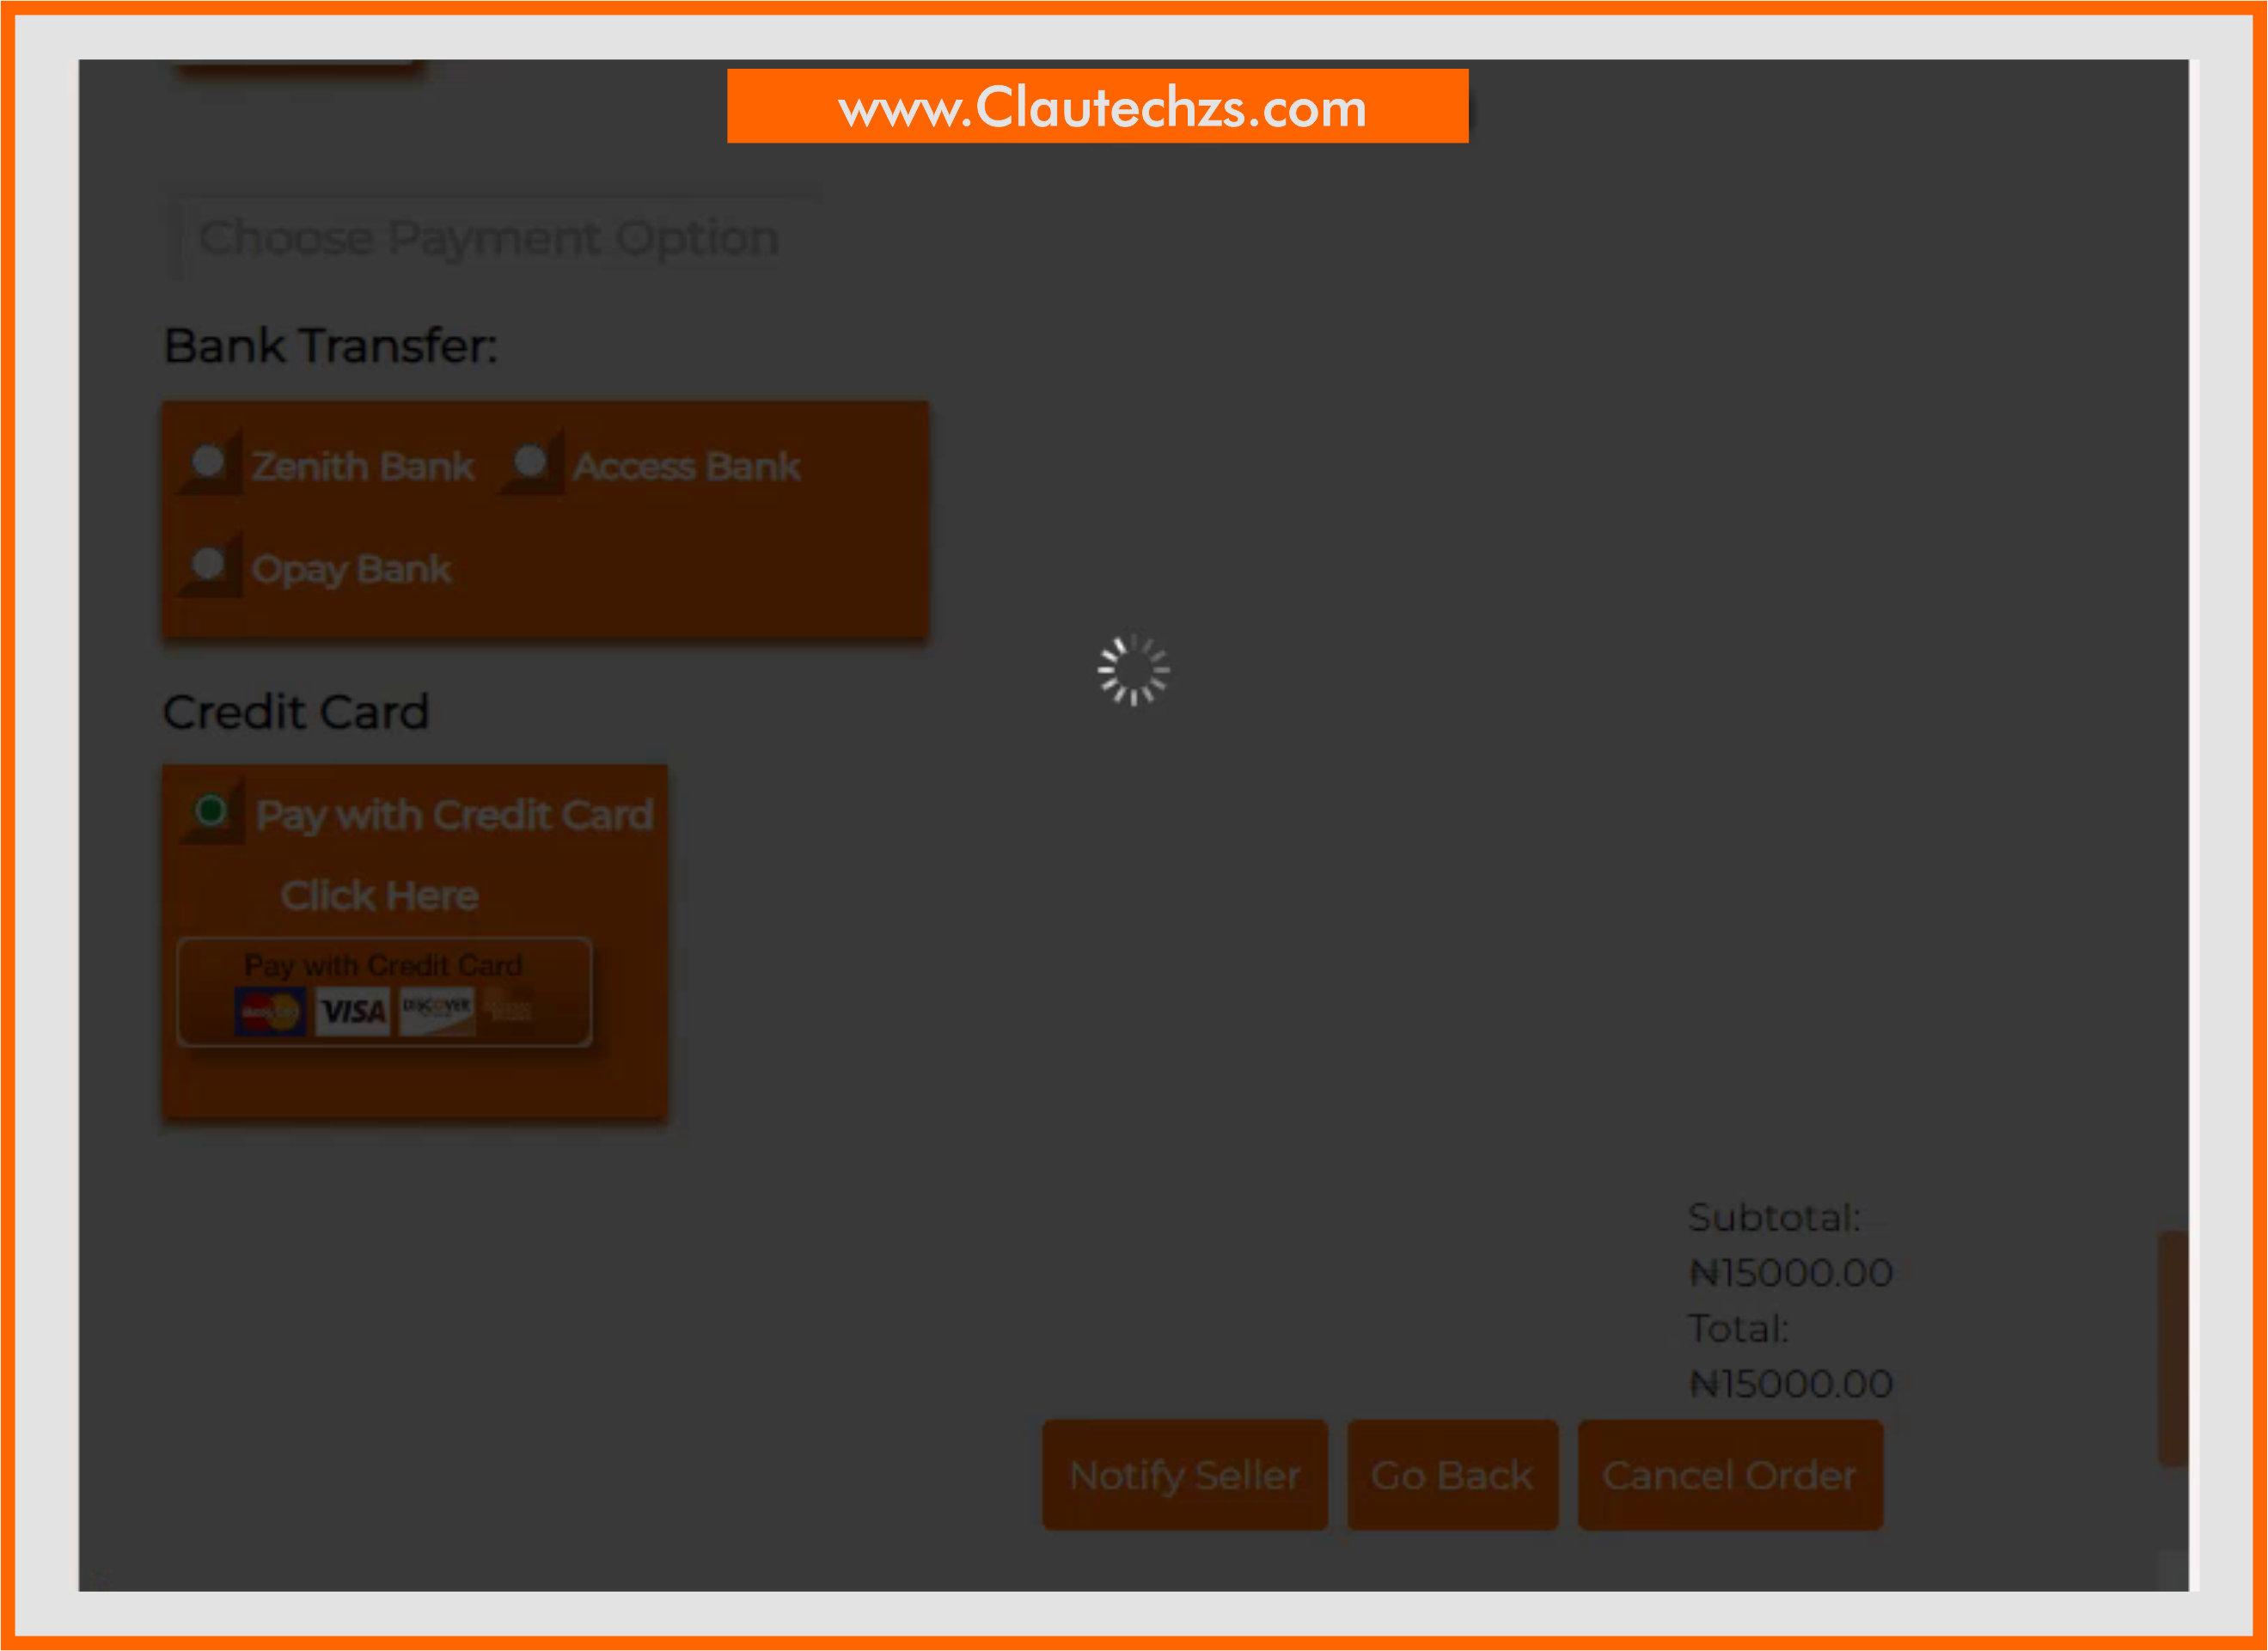 www.Clautechzs.com
Choose Payment Option
Bank Transfer:
Zenith Bank Access Bank
Opay Bank
Credit Card
Pay with Credit Card
Click Here
Pay with Credit Card
VISA DISCOVER
Subtotal:
₦15000.00
Total:
₦15000.00
Notify Seller Go Back Cancel Order